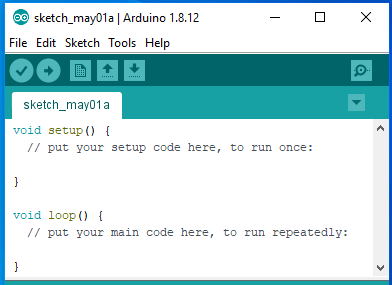 sketch_may01a | Arduino 1.8.12
File Edit Sketch Tools Help
sketch_may01a
void setup() {
  // put your setup code here, to run once:
}
void loop() {
  // put your main code here, to run repeatedly:
}